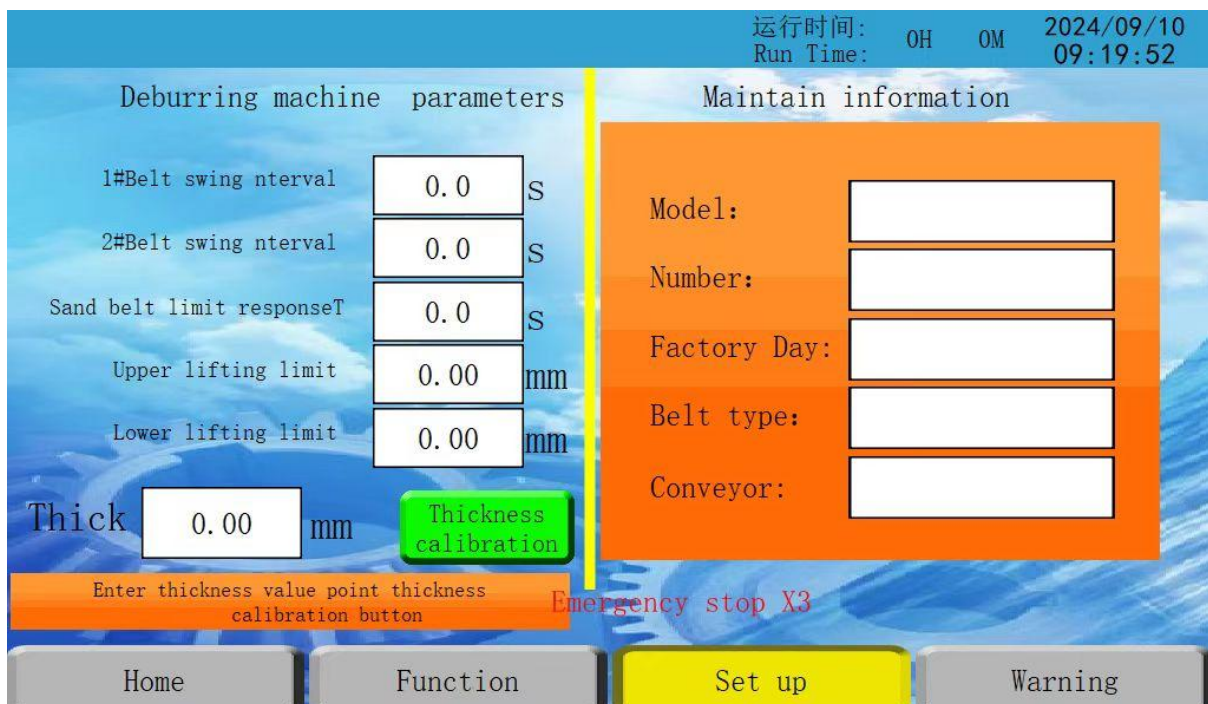 运行时间:
Run Time: 0H 0M
2024/09/10
09:19:52
Deburring machine parameters
1#Belt swing nterval 0.0 S
2#Belt swing nterval 0.0 S
Sand belt limit responseT 0.0 S
Upper lifting limit 0.00 mm
Lower lifting limit 0.00 mm
Thick 0.00 mm
Thickness
calibration
Enter thickness value point thickness
calibration button
Maintain information
Model:
Number:
Factory Day:
Belt type:
Conveyor:
Emergency stop X3
Home Function Set up Warning